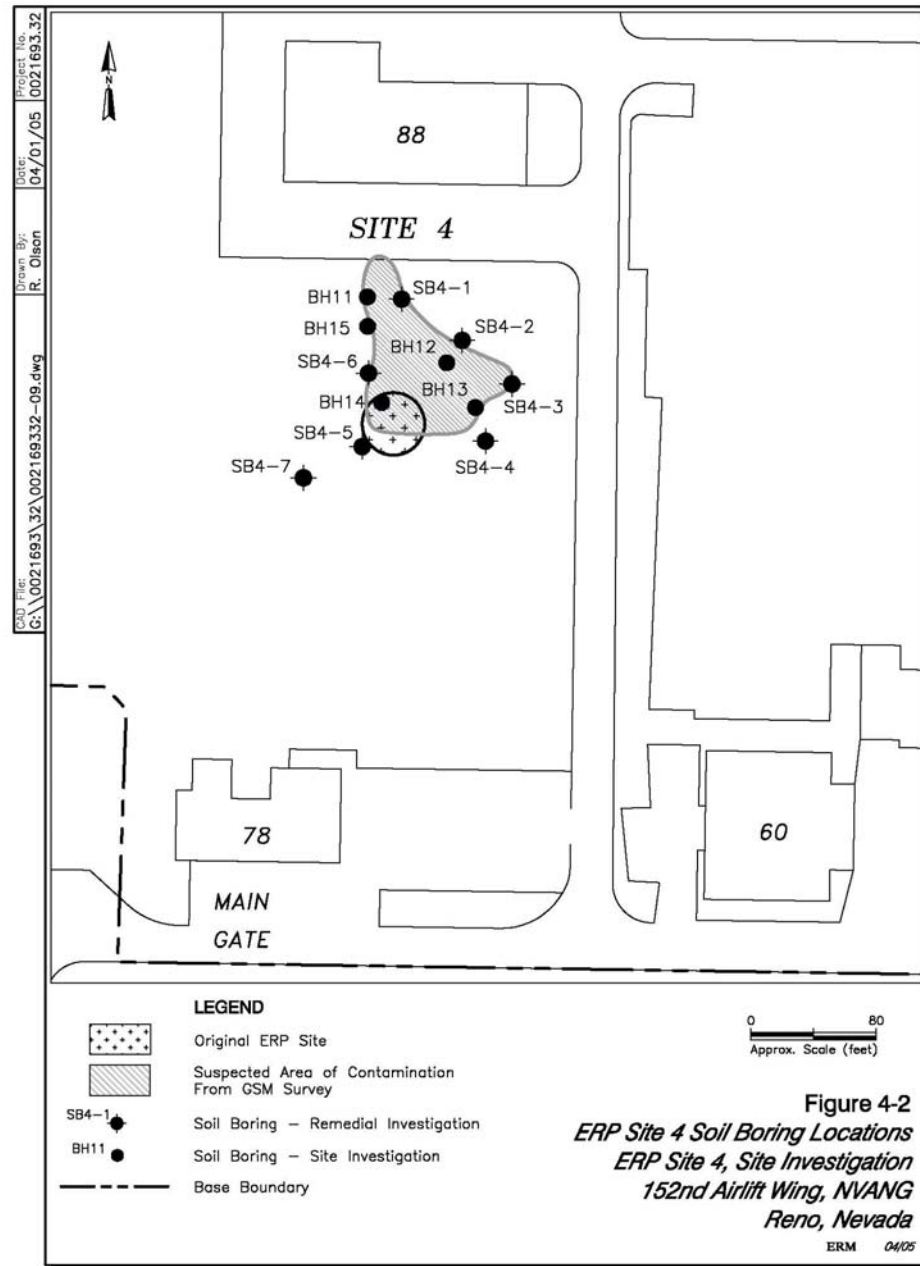 Project No.
0021693.32
Date:
04/01/05
Drawn By:
R. Olson
CAD File:
G:\\0021693\32\002169332-09.dwg
N
88
SITE 4
BH11
SB4-1
BH15
SB4-2
BH12
SB4-6
BH13
SB4-3
BH14
SB4-5
SB4-4
SB4-7
78
60
MAIN
GATE
LEGEND
Original ERP Site
Suspected Area of Contamination
From GSM Survey
SB4-1
Soil Boring – Remedial Investigation
BH11
Soil Boring – Site Investigation
Base Boundary
0 80
Approx. Scale (feet)
Figure 4-2
ERP Site 4 Soil Boring Locations
ERP Site 4, Site Investigation
152nd Airlift Wing, NVANG
Reno, Nevada
ERM 04/05